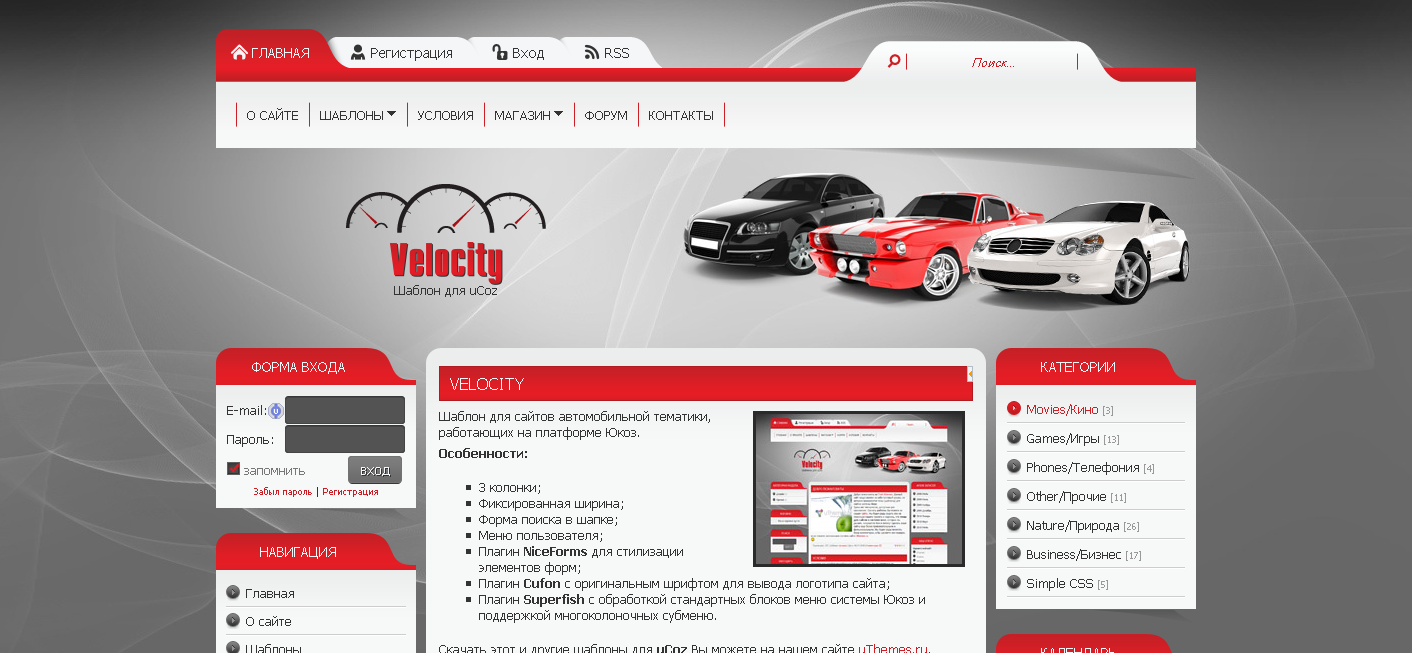 ГЛАВНАЯ
Регистрация
Вход
RSS
Поиск...
О САЙТЕ
ШАБЛОНЫ
УСЛОВИЯ
МАГАЗИН
ФОРУМ
КОНТАКТЫ
Velocity
Шаблон для uCoz
ФОРМА ВХОДА
E-mail:
Пароль:
запомнить
вход
Забыл пароль | Регистрация
НАВИГАЦИЯ
Главная
О сайте
Шаблоны
VELOCITY
Шаблон для сайтов автомобильной тематики,
работающих на платформе Юкоз.
Особенности:
3 колонки;
Фиксированная ширина;
Форма поиска в шапке;
Меню пользователя;
Плагин NiceForms для стилизации
элементов форм;
Плагин Cufon с оригинальным шрифтом для вывода логотипа сайта;
Плагин Superfish с обработкой стандартных блоков меню системы Юкоз и
поддержкой многоколоночных субменю.
Скачать этот и другие шаблоны для uCoz Вы можете на нашем сайте uThemes.ru.
Velocity
КАТЕГОРИИ
Movies/Кино [3]
Games/Игры [13]
Phones/Телефония [4]
Other/Прочие [11]
Nature/Природа [26]
Business/Бизнес [17]
Simple CSS [5]
КАЛЕНДАРЬ